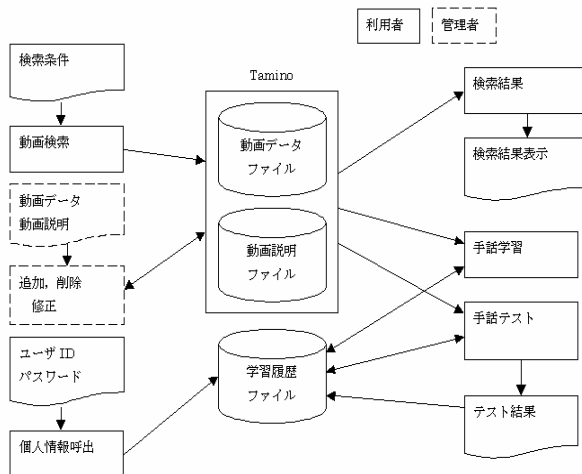 利用者
管理者
検索条件
Tamino
検索結果
動画検索
動画データ
ファイル
検索結果表示
動画データ
動画説明
動画説明
ファイル
手話学習
追加，削除
修正
手話テスト
ユーザID
パスワード
学習履歴
ファイル
テスト結果
個人情報呼出